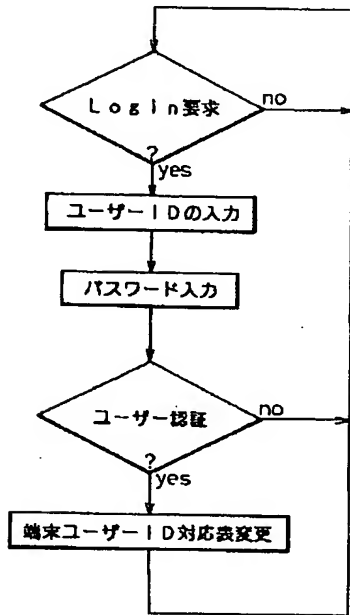 Login要求
?
no
yes
ユーザーIDの入力
パスワード入力
ユーザー認証
?
no
yes
端末ユーザーID対応表変更